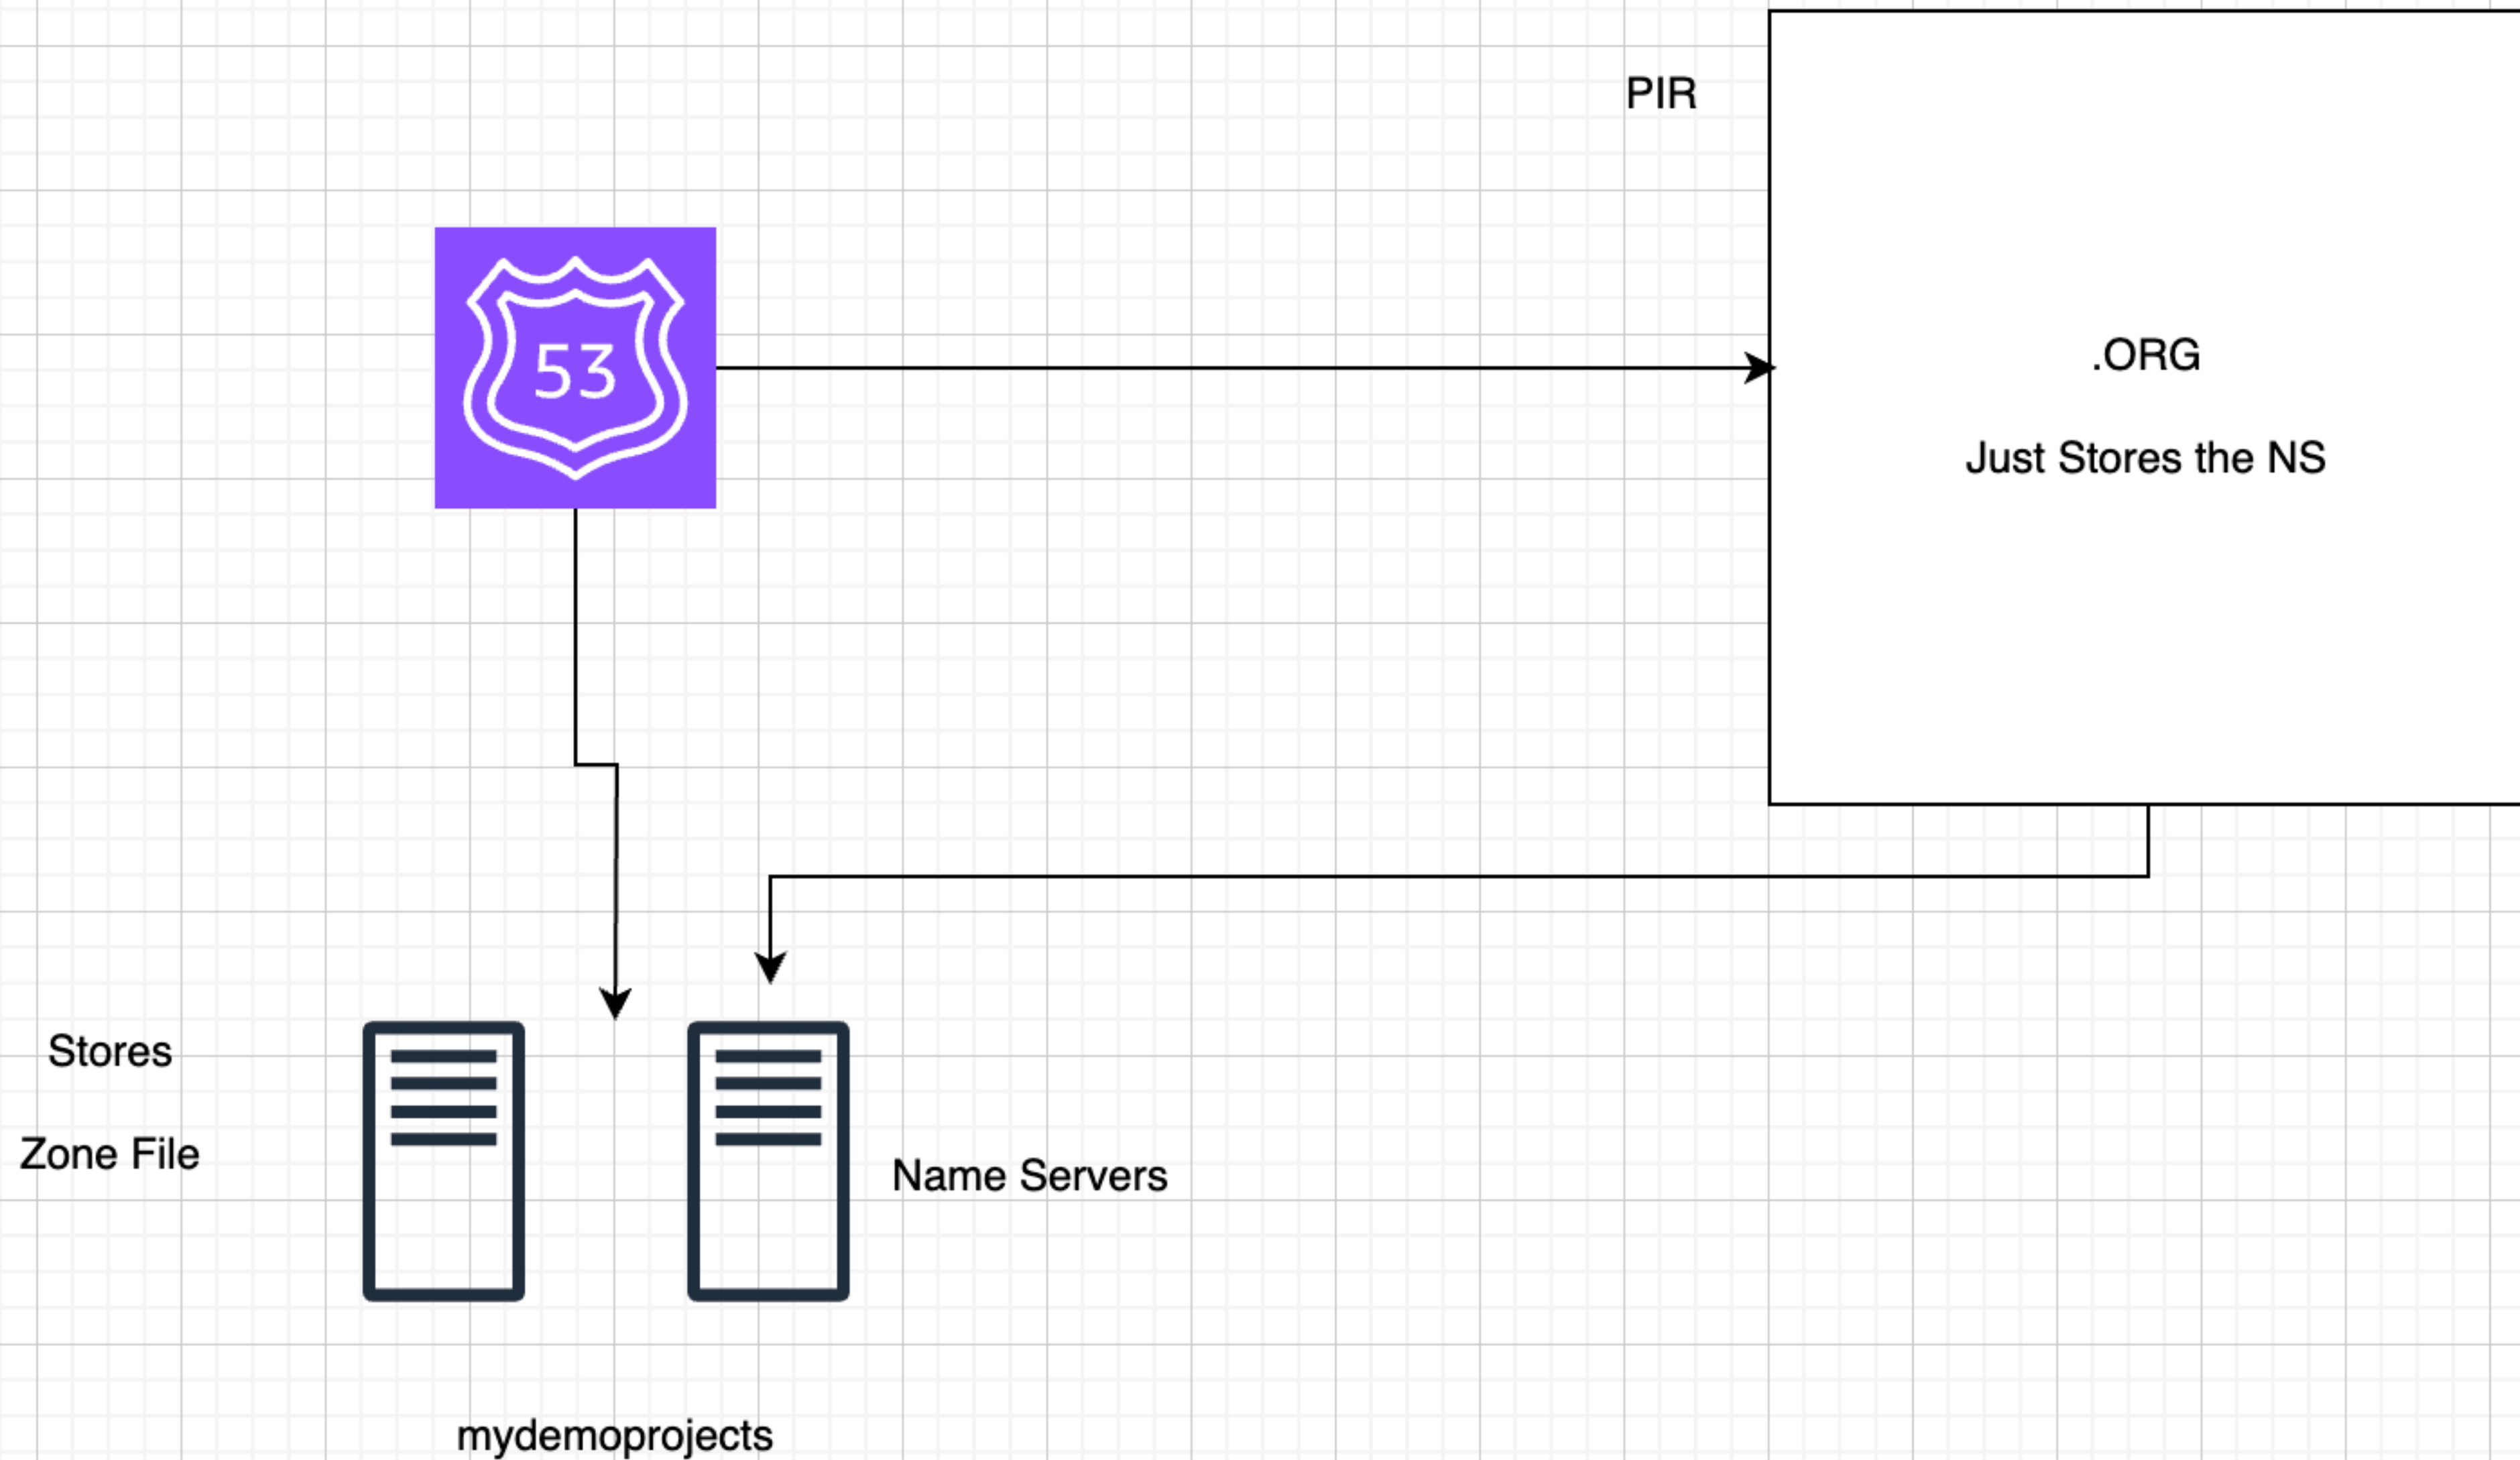 PIR
53
.ORG
Just Stores the NS
Stores
Zone File
Name Servers
mydemoprojects